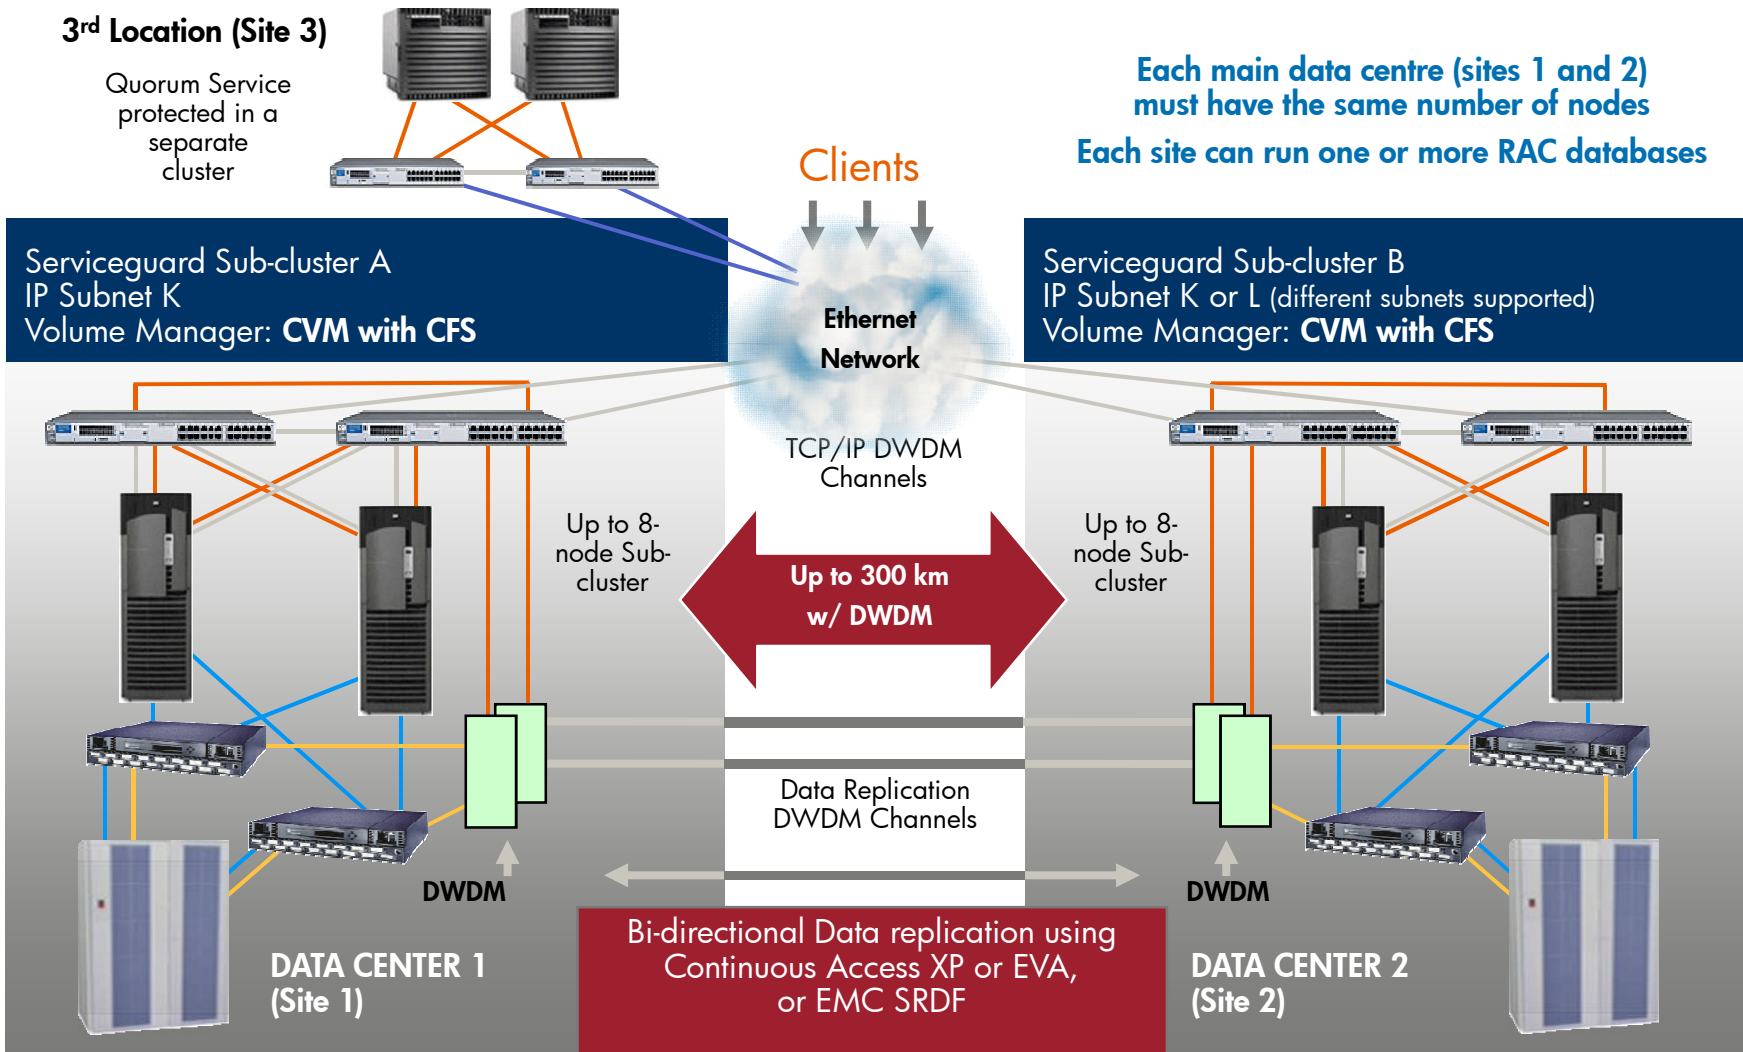 3rd Location (Site 3)
Quorum Service
protected in a
separate
cluster
Each main data centre (sites 1 and 2)
must have the same number of nodes
Each site can run one or more RAC databases
Clients
Serviceguard Sub-cluster A
IP Subnet K
Volume Manager: CVM with CFS
Ethernet
Network
Serviceguard Sub-cluster B
IP Subnet K or L (different subnets supported)
Volume Manager: CVM with CFS
TCP/IP DWDM
Channels
Up to 8-
node Sub-
cluster
Up to 300 km
w/ DWDM
Up to 8-
node Sub-
cluster
Data Replication
DWDM Channels
DWDM
DWDM
DATA CENTER 1
(Site 1)
Bi-directional Data replication using
Continuous Access XP or EVA,
or EMC SRDF
DATA CENTER 2
(Site 2)